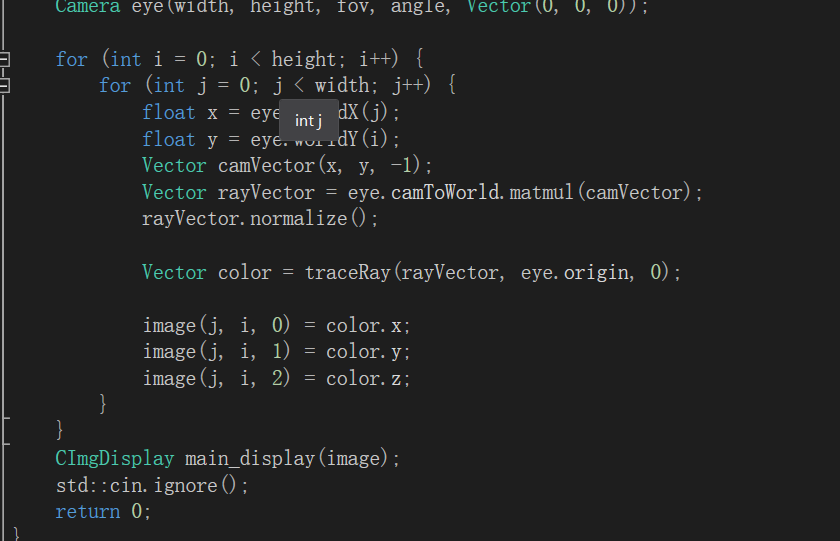 Camera eye(width, height, fov, angle, Vector(0, 0, 0));
for (int i = 0; i < height; i++) {
for (int j = 0; j < width; j++) {
float x = eye dX(j);
int j
float y = eye. (i);
Vector camVector(x, y, -1);
Vector rayVector = eye.camToWorld.matmul(camVector);
rayVector.normalize();
Vector color = traceRay(rayVector, eye.origin, 0);
image(j, i, 0) = color.x;
image(j, i, 1) = color.y;
image(j, i, 2) = color.z;
}
}
CImgDisplay main_display(image);
std::cin.ignore();
return 0;
}